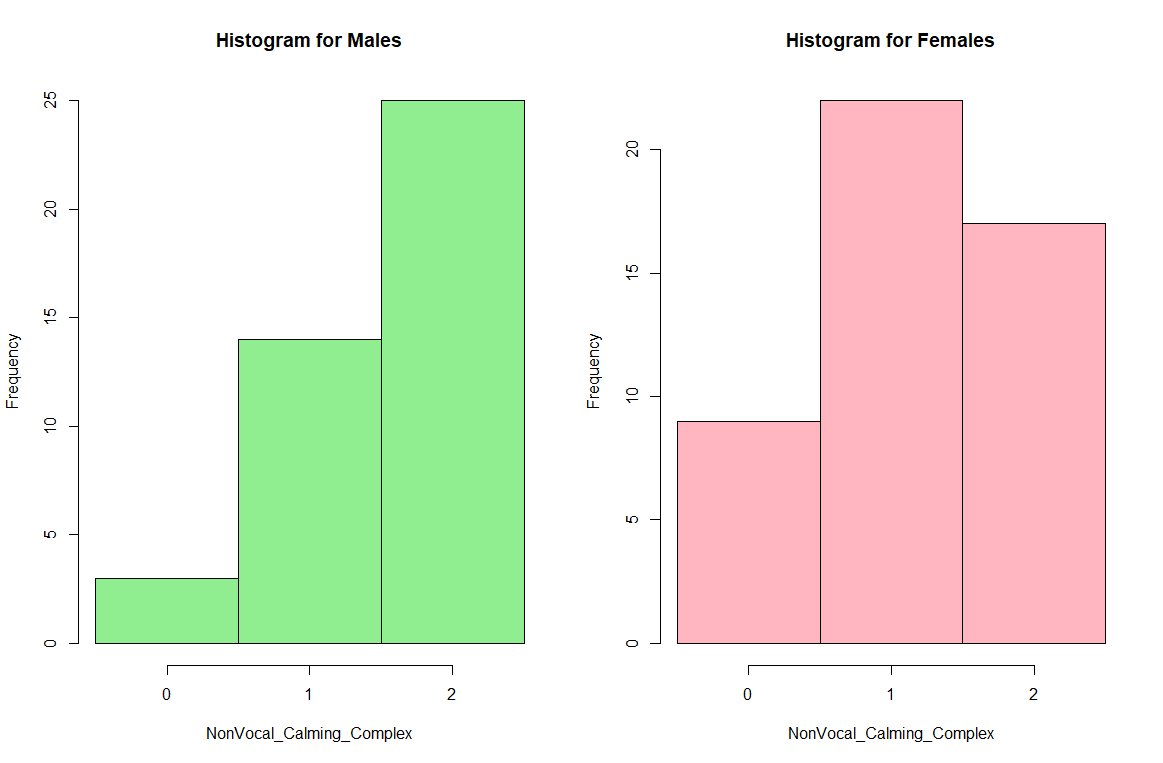 Histogram for Males
Frequency
25
20
15
10
5
0
0 1 2
NonVocal_Calming_Complex
Histogram for Females
Frequency
20
15
10
5
0
0 1 2
NonVocal_Calming_Complex